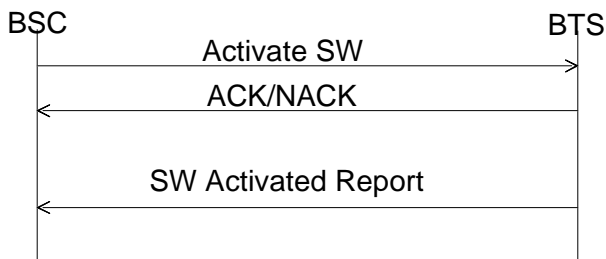 BSC
BTS
Activate SW
ACK/NACK
SW Activated Report